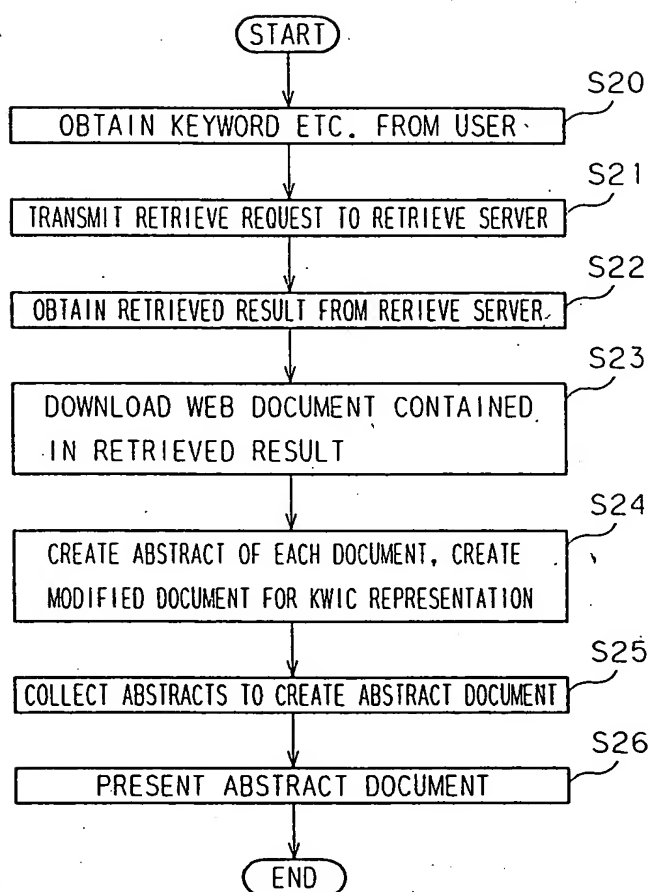 START
S20
OBTAIN KEYWORD ETC. FROM USER
S21
TRANSMIT RETRIEVE REQUEST TO RETRIEVE SERVER
S22
OBTAIN RETRIEVED RESULT FROM RERIEVE SERVER
S23
DOWNLOAD WEB DOCUMENT CONTAINED
IN RETRIEVED RESULT
S24
CREATE ABSTRACT OF EACH DOCUMENT, CREATE
MODIFIED DOCUMENT FOR KWIC REPRESENTATION
S25
COLLECT ABSTRACTS TO CREATE ABSTRACT DOCUMENT
S26
PRESENT ABSTRACT DOCUMENT
END